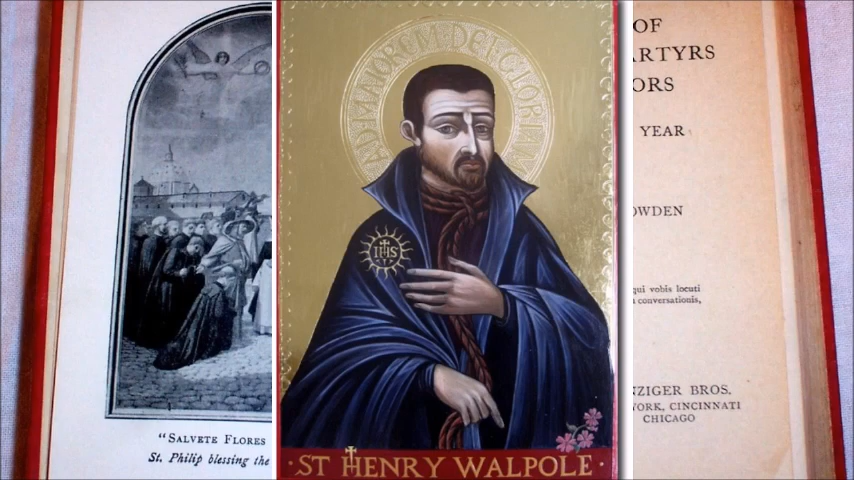 "SALVETE FLORES
St. Philip blessing the
AD·MAIOREM·DEI·GLORIAM
IHS
·ST HENRY WALPOLE·
OF
ARTYRS
ORS
YEAR
OWDEN
qui vobis locuti
conversationis,
NZIGER BROS.
YORK, CINCINNATI
CHICAGO